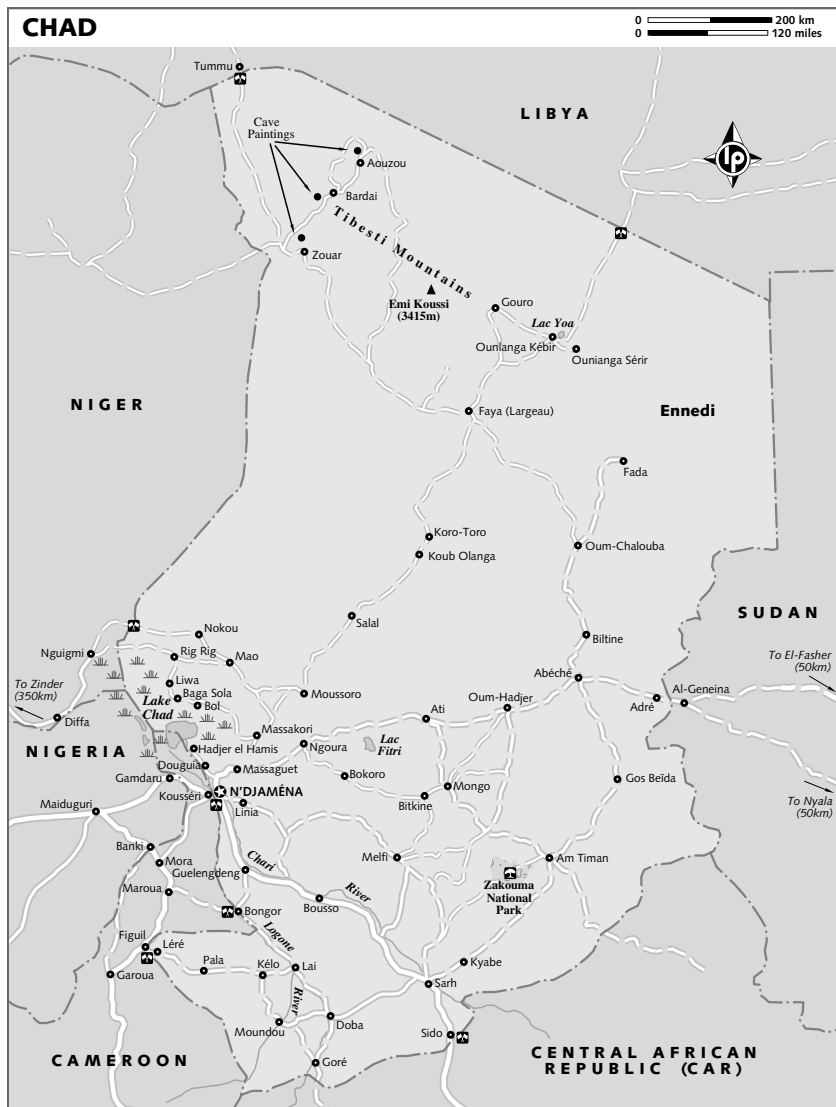 CHAD
0 200 km
0 120 miles
Tummu
LIBYA
Cave
Paintings
lp
Aouzou
Bardai
Tibesti Mountains
Zouar
Emi Koussi
(3415m)
Gouro
Lac Yoa
Ounianga Kébir
Ounianga Sérir
NIGER
Faya (Largeau)
Ennedi
Fada
Koro-Toro
Koub Olanga
Oum-Chalouba
SUDAN
Salal
Nokou
Biltine
Nguigmi
Rig Rig
Mao
To El-Fasher
(50km)
To Zinder
(350km)
Liwa
Baga Sola
Bol
Lake
Chad
Moussoro
Abéché
Oum-Hadjer
Adré
Al-Geneina
Diffa
Ati
Massakori
NIGERIA
Hadjer el Hamis
Ngoura
Lac
Fitri
Douguia
Massaguet
Gamdaru
Bokoro
Mongo
Gos Beïda
Kousséri
N'DJAMÉNA
Bitkine
To Nyala
(50km)
Maiduguri
Linia
Banki
Mora
Guelengdeng
Chari
River
Melfi
Am Timan
Zakouma
National
Park
Maroua
Bousso
Bongor
Logone
River
Figuil
Léré
Pala
Kélo
Lai
Kyabe
Garoua
Sarh
Moundou
Doba
Sido
CAMEROON
Goré
CENTRAL AFRICAN
REPUBLIC (CAR)